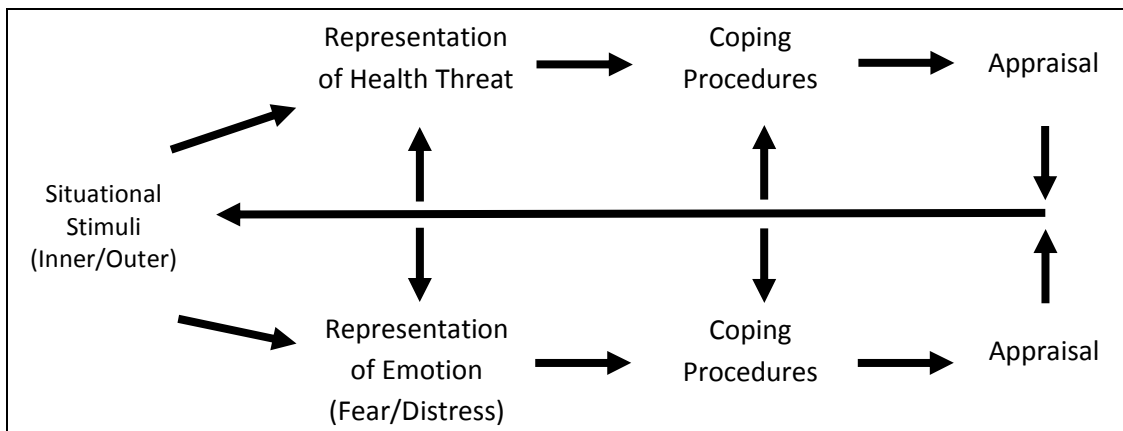 Representation
of Health Threat
Coping
Procedures
Appraisal
Situational
Stimuli
(Inner/Outer)
Representation
of Emotion
(Fear/Distress)
Coping
Procedures
Appraisal